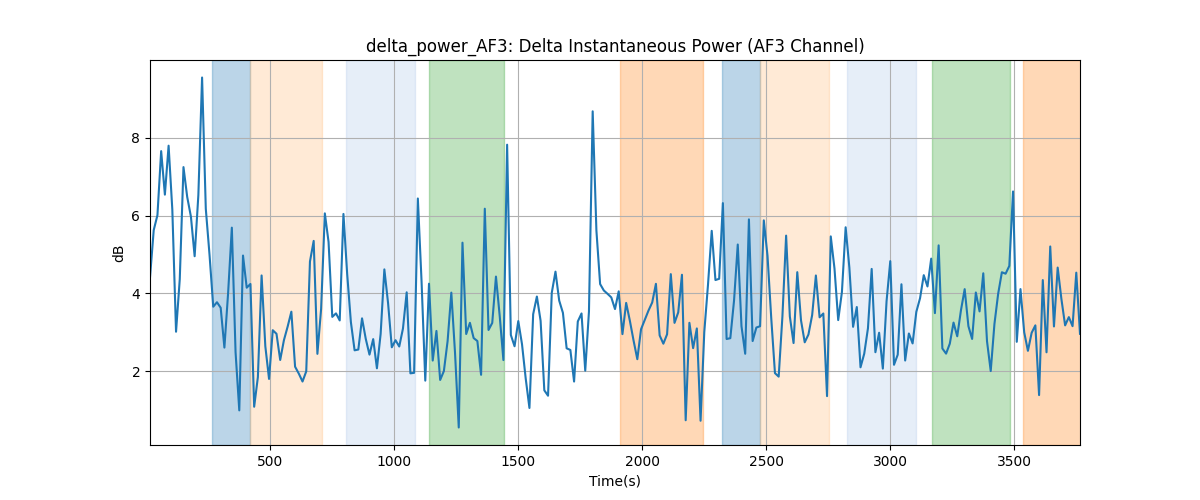 delta_power_AF3: Delta Instantaneous Power (AF3 Channel)
dB
8
6
4
2
500 1000 1500 2000 2500 3000 3500
Time(s)